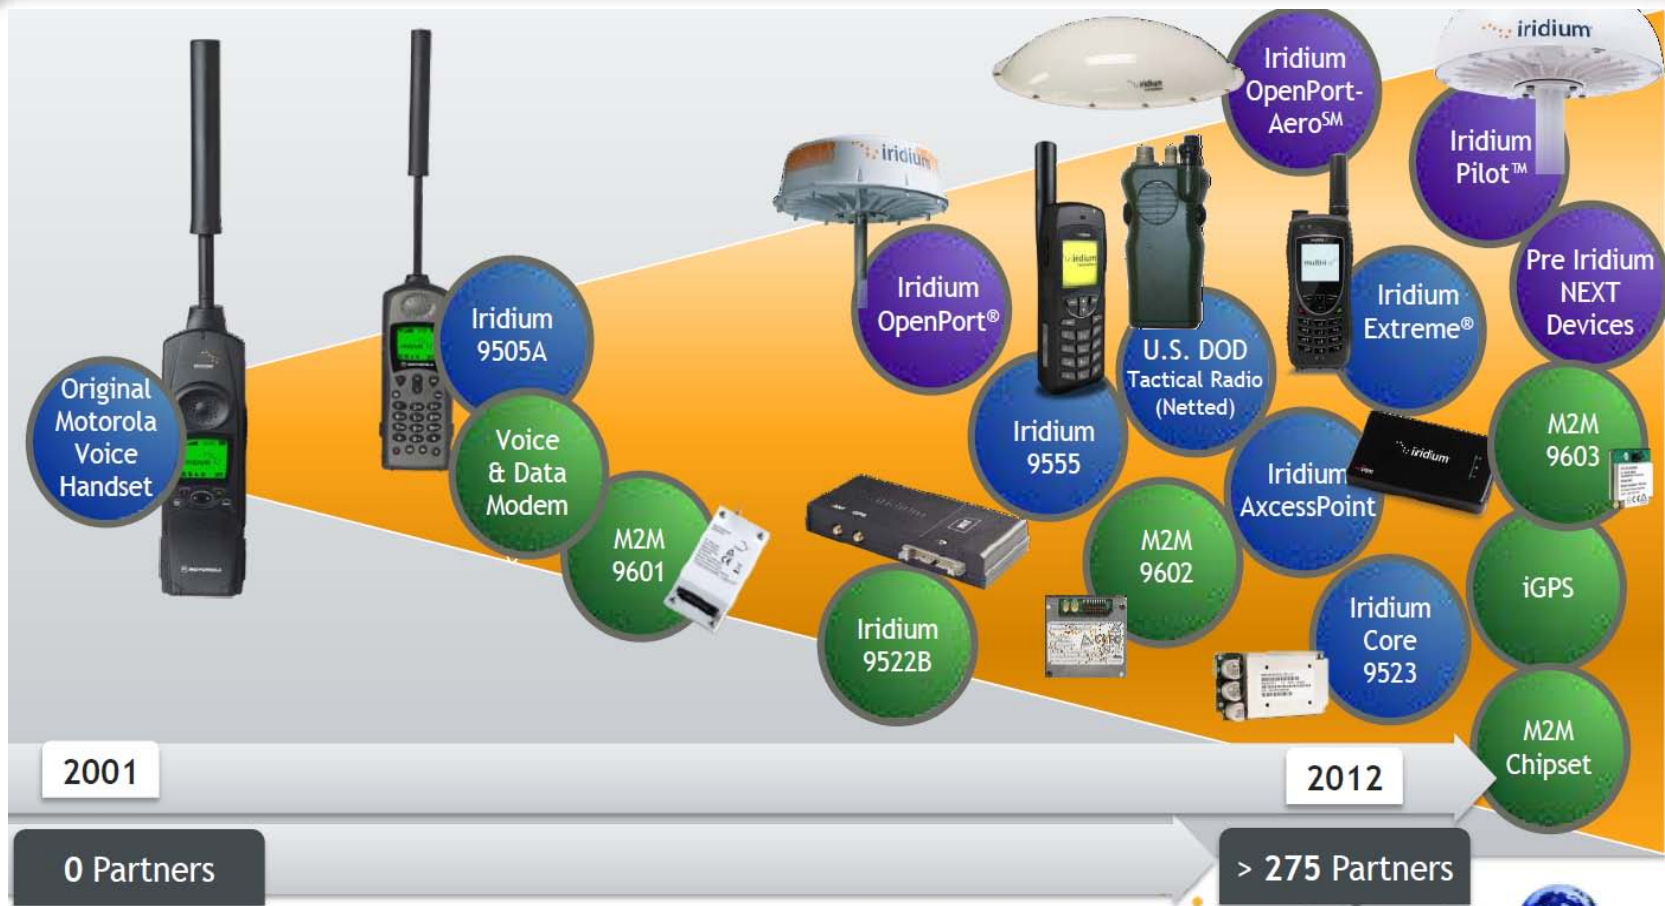 Original
Motorola
Voice
Handset
Iridium
9505A
Voice
& Data
Modem
M2M
9601
iridium
Iridium
OpenPort®
Iridium
9522B
iridium
Iridium
OpenPort-
Aero℠
Iridium
9555
U.S. DOD
Tactical Radio
(Netted)
M2M
9602
Iridium
Extreme®
Iridium
AxcessPoint
iridium
Iridium
Core
9523
iridium
Iridium
Pilot™
Pre Iridium
NEXT
Devices
M2M
9603
iGPS
M2M
Chipset
2001
2012
0 Partners
> 275 Partners